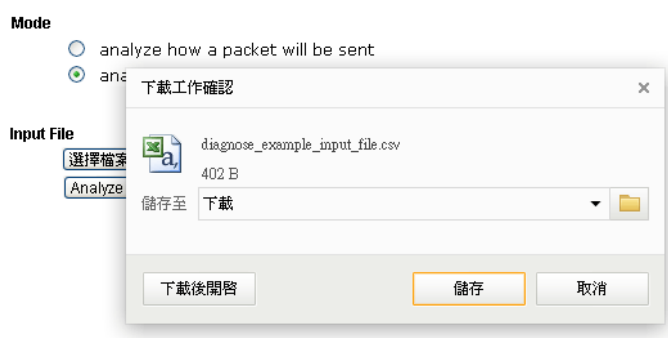 Mode
analyze how a packet will be sent
ana
下載工作確認
Input File
選擇檔案
diagnose_example_input_file.csv
402 B
Analyze
儲存至
下載
下載後開啓
儲存
取消